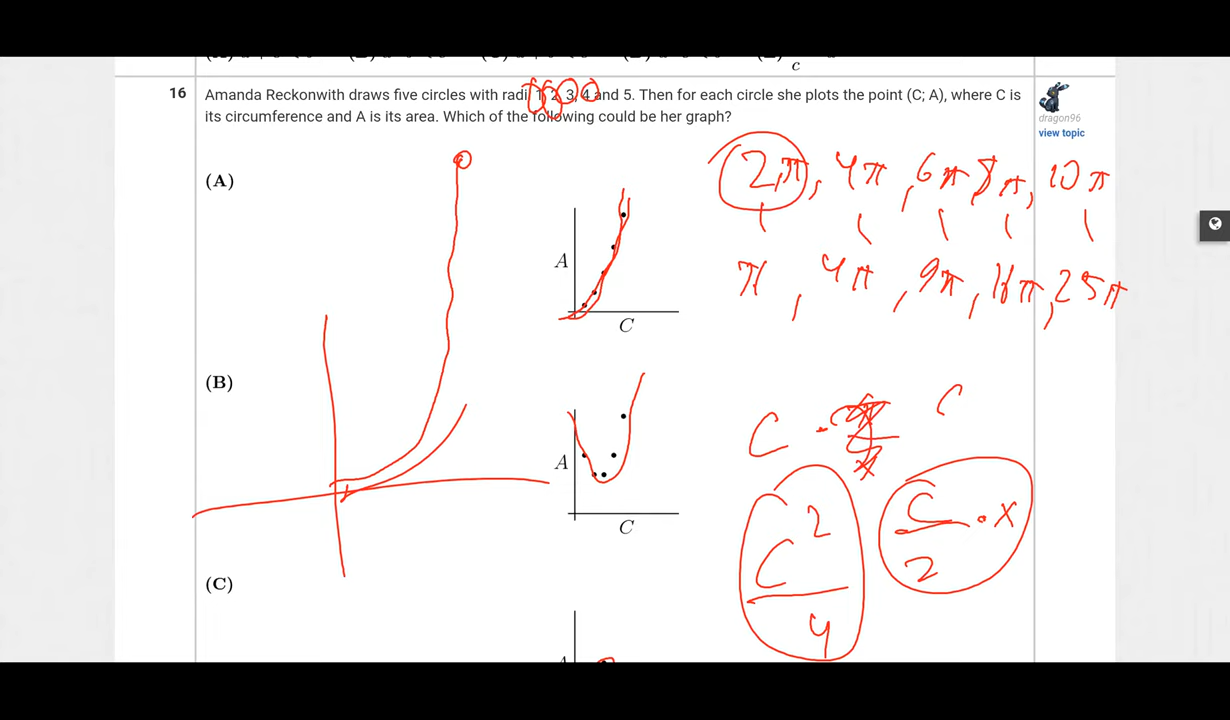 c
16 Amanda Reckonwith draws five circles with radii 1, 2, 3, 4 and 5. Then for each circle she plots the point (C; A), where C is
its circumference and A is its area. Which of the following could be her graph?
dragon96
view topic
2π, 4π, 6π, 8π, 10π
(A)
A
C
π, 4π, 9π, 16π, 25π
(B)
A
C
C
C
C 2
C
4
C
2
• x
(C)
A